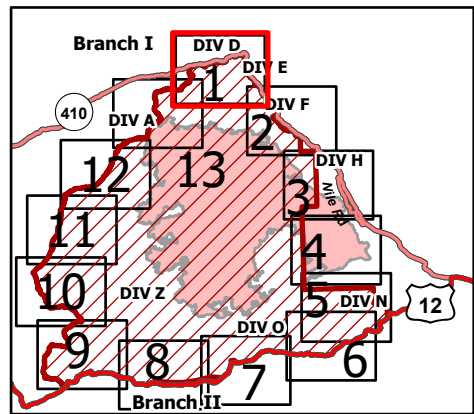 Branch I
DIV D
DIV E
1
410
DIV A
DIV F
2
13
12
DIV H
3
Nile Rd
11
4
10
DIV Z
5
DIV N
12
DIV O
9
8
7
6
Branch II